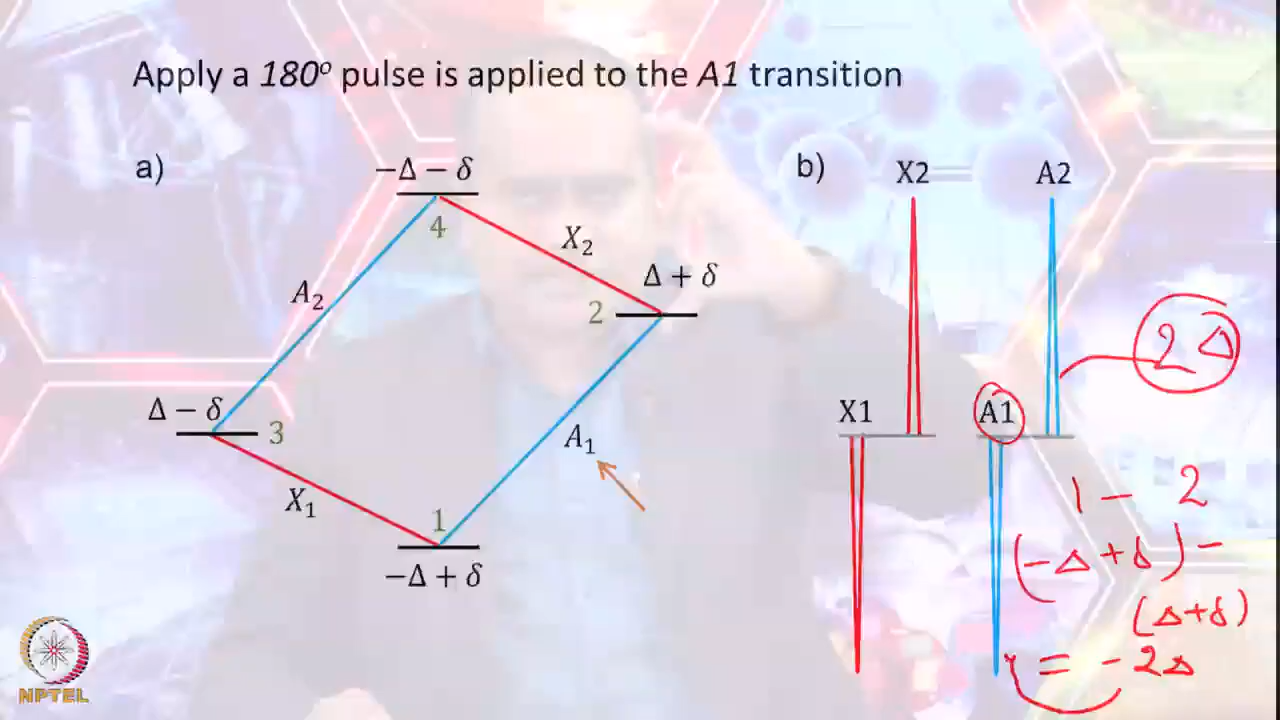 Apply a 180º pulse is applied to the A1 transition
a)
b)
−Δ − δ
4
X₂
Δ + δ
2
A₂
Δ − δ
3
A₁
X₁
1
−Δ + δ
X2
A2
X1
A1
2Δ
1 − 2
(−Δ+δ) −
(Δ+δ)
= −2Δ
NPTEL